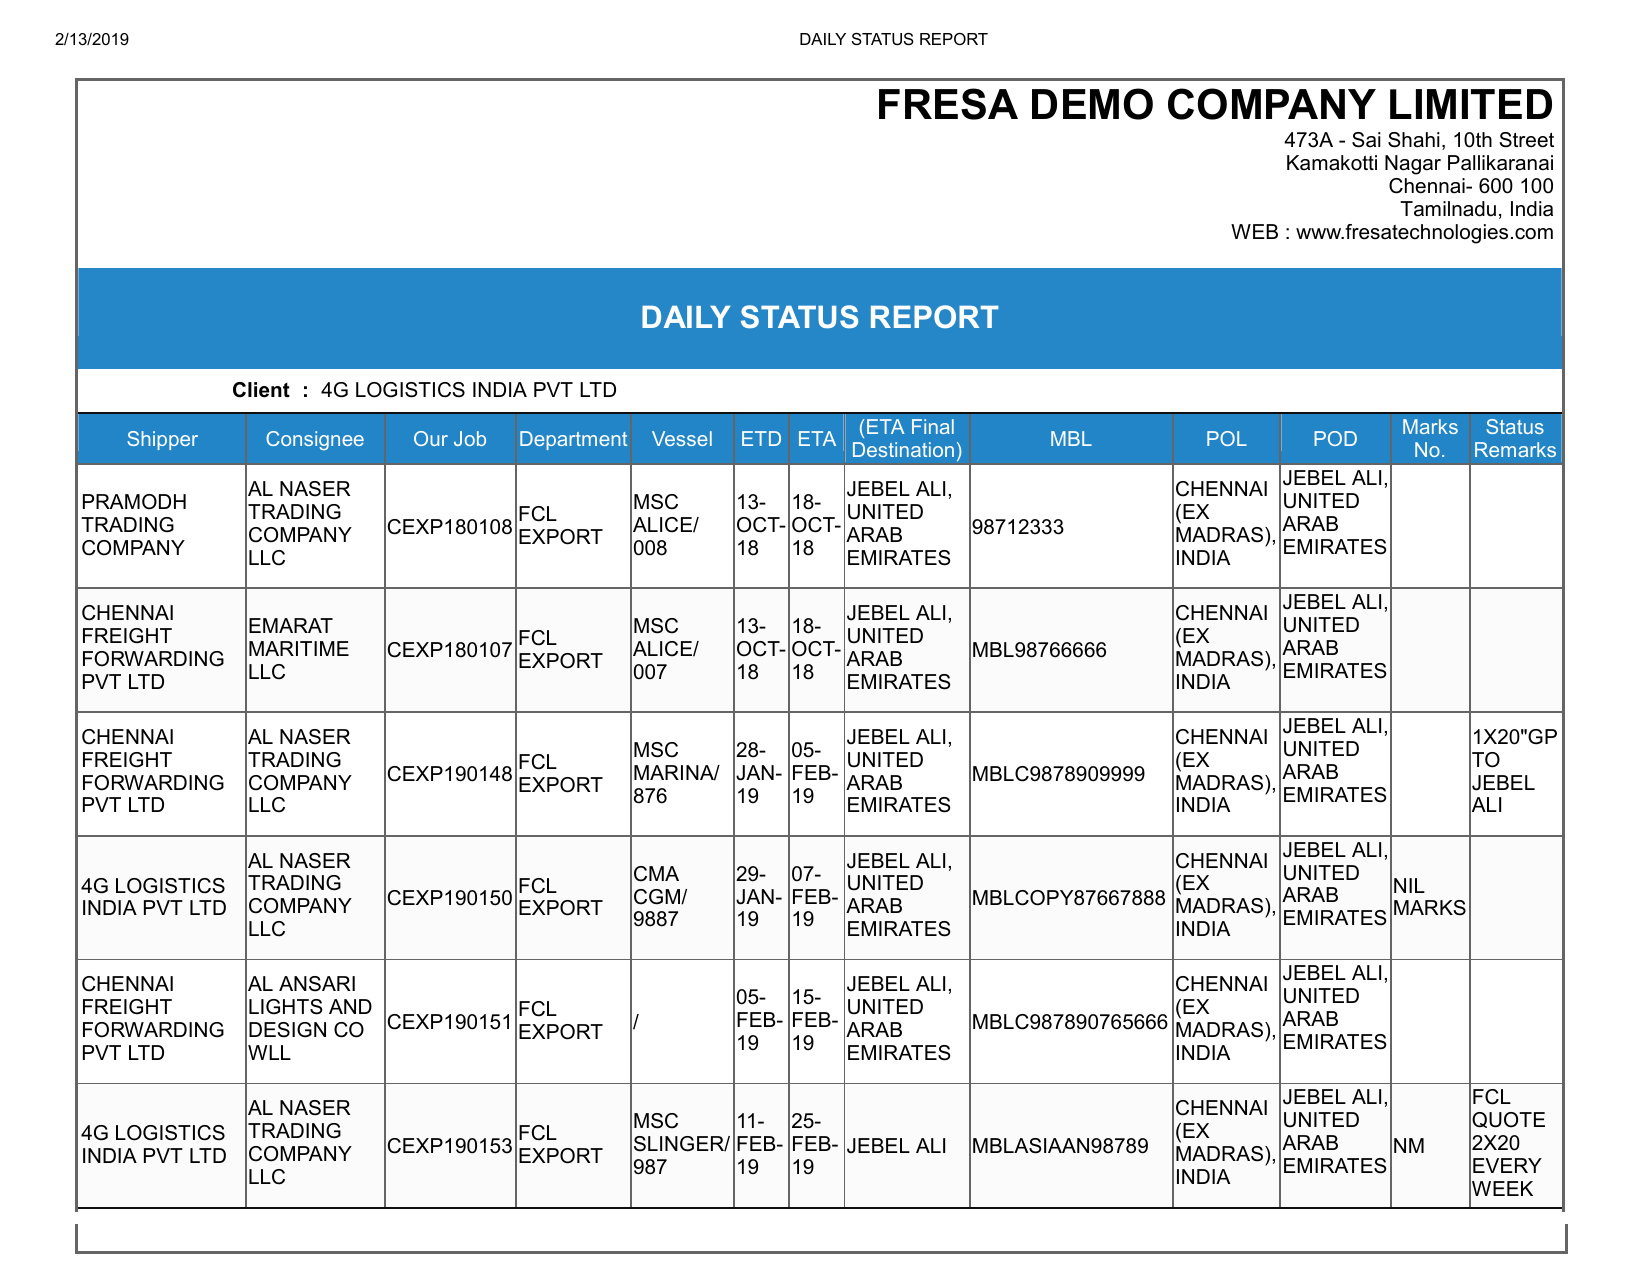 2/13/2019
DAILY STATUS REPORT
FRESA DEMO COMPANY LIMITED
473A - Sai Shahi, 10th Street
Kamakotti Nagar Pallikaranai
Chennai- 600 100
Tamilnadu, India
WEB : www.fresatechnologies.com
DAILY STATUS REPORT
Client : 4G LOGISTICS INDIA PVT LTD
Shipper
Consignee
Our Job
Department
Vessel
ETD
ETA
(ETA Final
Destination)
MBL
POL
POD
Marks
No.
Status
Remarks
PRAMODH
TRADING
COMPANY
AL NASER
TRADING
COMPANY
LLC
CEXP180108
FCL
EXPORT
MSC
ALICE/
008
13-
OCT-
18
18-
OCT-
18
JEBEL ALI,
UNITED
ARAB
EMIRATES
98712333
CHENNAI
(EX
MADRAS),
INDIA
JEBEL ALI,
UNITED
ARAB
EMIRATES
CHENNAI
FREIGHT
FORWARDING
PVT LTD
EMARAT
MARITIME
LLC
CEXP180107
FCL
EXPORT
MSC
ALICE/
007
13-
OCT-
18
18-
OCT-
18
JEBEL ALI,
UNITED
ARAB
EMIRATES
MBL98766666
CHENNAI
(EX
MADRAS),
INDIA
JEBEL ALI,
UNITED
ARAB
EMIRATES
CHENNAI
FREIGHT
FORWARDING
PVT LTD
AL NASER
TRADING
COMPANY
LLC
CEXP190148
FCL
EXPORT
MSC
MARINA/
876
28-
JAN-
19
05-
FEB-
19
JEBEL ALI,
UNITED
ARAB
EMIRATES
MBLC9878909999
CHENNAI
(EX
MADRAS),
INDIA
JEBEL ALI,
UNITED
ARAB
EMIRATES
1X20"GP
TO
JEBEL
ALI
4G LOGISTICS
INDIA PVT LTD
AL NASER
TRADING
COMPANY
LLC
CEXP190150
FCL
EXPORT
CMA
CGM/
9887
29-
JAN-
19
07-
FEB-
19
JEBEL ALI,
UNITED
ARAB
EMIRATES
MBLCOPY87667888
CHENNAI
(EX
MADRAS),
INDIA
JEBEL ALI,
UNITED
ARAB
EMIRATES
NIL
MARKS
CHENNAI
FREIGHT
FORWARDING
PVT LTD
AL ANSARI
LIGHTS AND
DESIGN CO
WLL
CEXP190151
FCL
EXPORT
/
05-
FEB-
19
15-
FEB-
19
JEBEL ALI,
UNITED
ARAB
EMIRATES
MBLC987890765666
CHENNAI
(EX
MADRAS),
INDIA
JEBEL ALI,
UNITED
ARAB
EMIRATES
4G LOGISTICS
INDIA PVT LTD
AL NASER
TRADING
COMPANY
LLC
CEXP190153
FCL
EXPORT
MSC
SLINGER/
987
11-
FEB-
19
25-
FEB-
19
JEBEL ALI
MBLASIAAN98789
CHENNAI
(EX
MADRAS),
INDIA
JEBEL ALI,
UNITED
ARAB
EMIRATES
NM
FCL
QUOTE
2X20
EVERY
WEEK